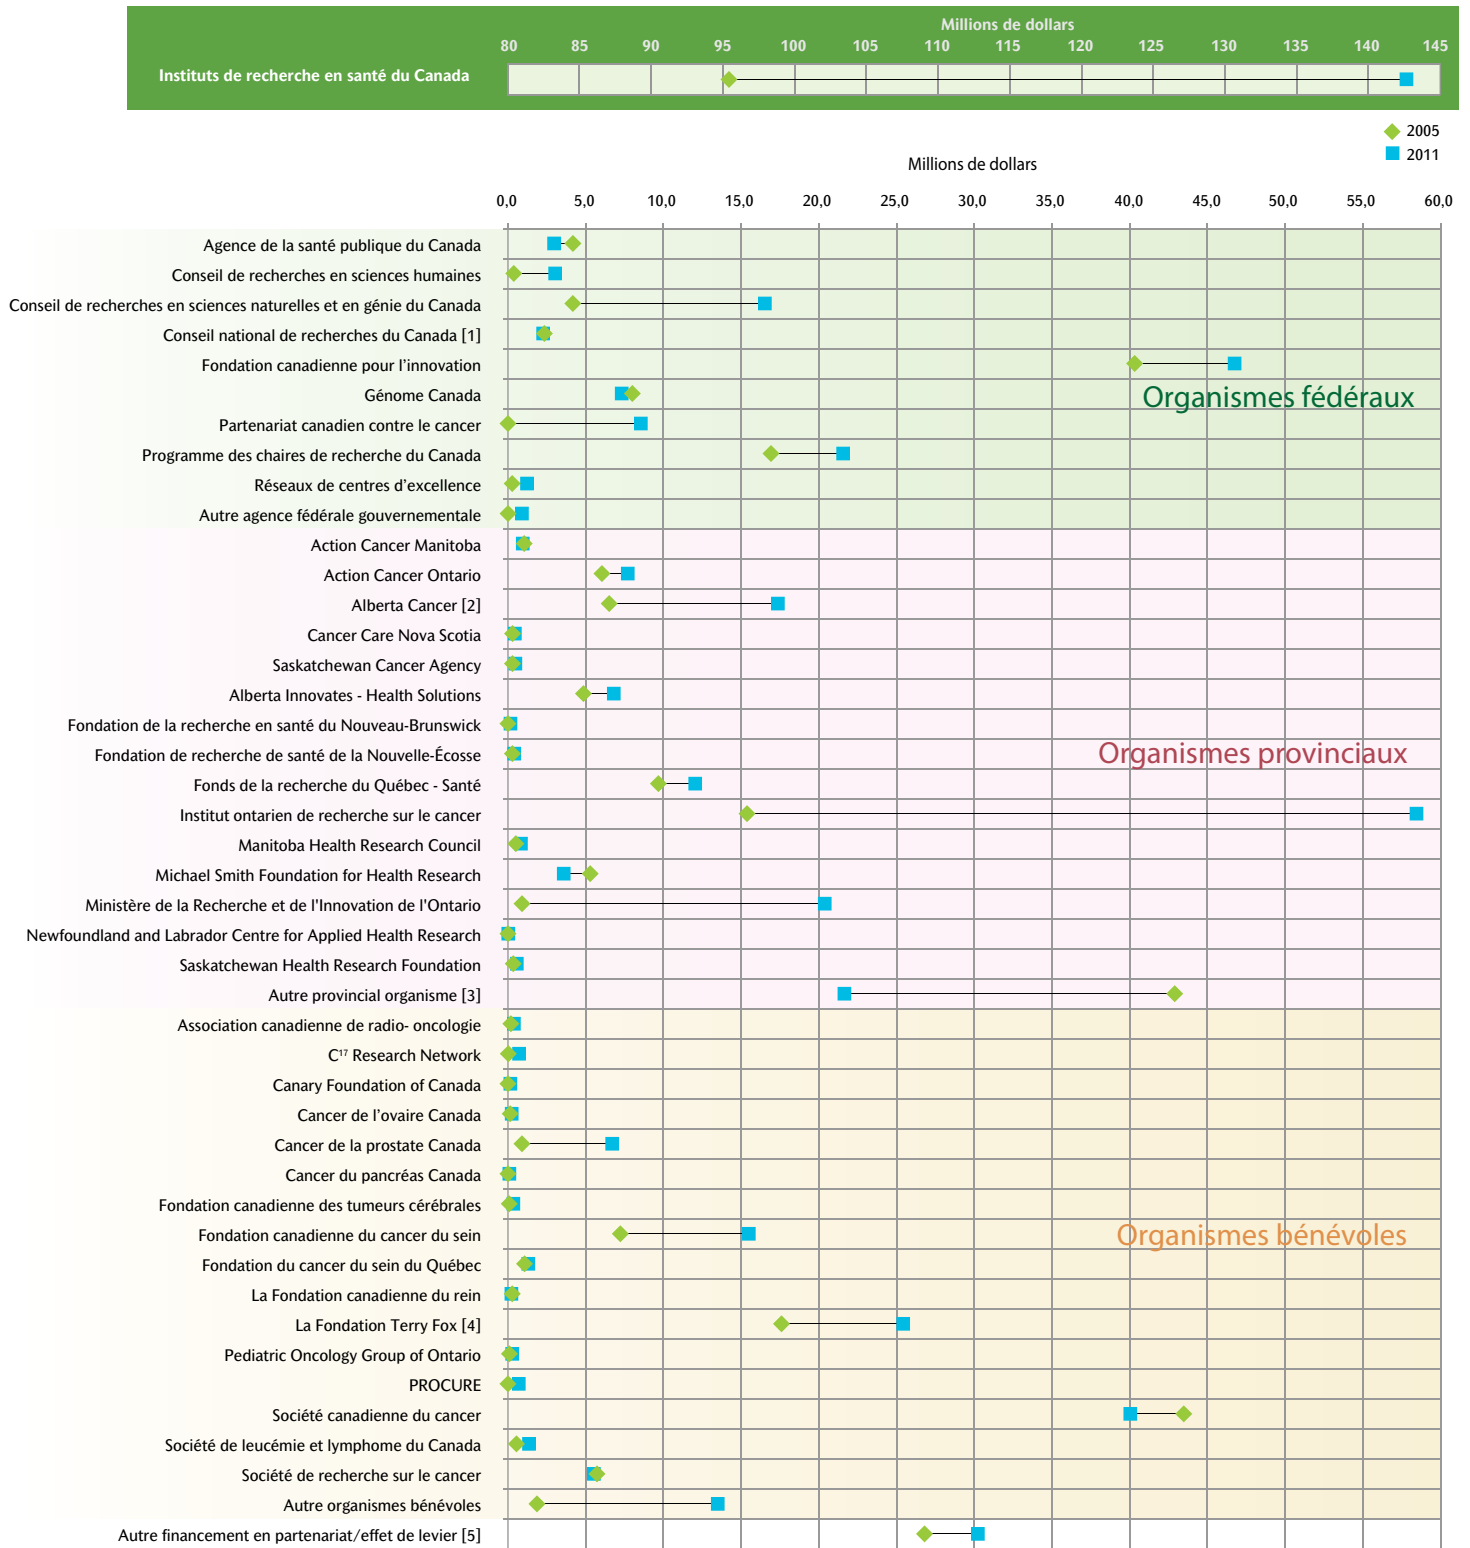 Millions de dollars
80 85 90 95 100 105 110 115 120 125 130 135 140 145
Instituts de recherche en santé du Canada
2005
2011
Millions de dollars
0,0 5,0 10,0 15,0 20,0 25,0 30,0 35,0 40,0 45,0 50,0 55,0 60,0
Agence de la santé publique du Canada
Conseil de recherches en sciences humaines
Conseil de recherches en sciences naturelles et en génie du Canada
Conseil national de recherches du Canada [1]
Fondation canadienne pour l'innovation
Génome Canada
Organismes fédéraux
Partenariat canadien contre le cancer
Programme des chaires de recherche du Canada
Réseaux de centres d'excellence
Autre agence fédérale gouvernementale
Action Cancer Manitoba
Action Cancer Ontario
Alberta Cancer [2]
Cancer Care Nova Scotia
Saskatchewan Cancer Agency
Alberta Innovates - Health Solutions
Fondation de la recherche en santé du Nouveau-Brunswick
Fondation de recherche de santé de la Nouvelle-Écosse
Organismes provinciaux
Fonds de la recherche du Québec - Santé
Institut ontarien de recherche sur le cancer
Manitoba Health Research Council
Michael Smith Foundation for Health Research
Ministère de la Recherche et de l'Innovation de l'Ontario
Newfoundland and Labrador Centre for Applied Health Research
Saskatchewan Health Research Foundation
Autre provincial organisme [3]
Association canadienne de radio- oncologie
C¹⁷ Research Network
Canary Foundation of Canada
Cancer de l'ovaire Canada
Cancer de la prostate Canada
Cancer du pancréas Canada
Fondation canadienne des tumeurs cérébrales
Fondation canadienne du cancer du sein
Organismes bénévoles
Fondation du cancer du sein du Québec
La Fondation canadienne du rein
La Fondation Terry Fox [4]
Pediatric Oncology Group of Ontario
PROCURE
Société canadienne du cancer
Société de leucémie et lymphome du Canada
Société de recherche sur le cancer
Autre organismes bénévoles
Autre financement en partenariat/effet de levier [5]